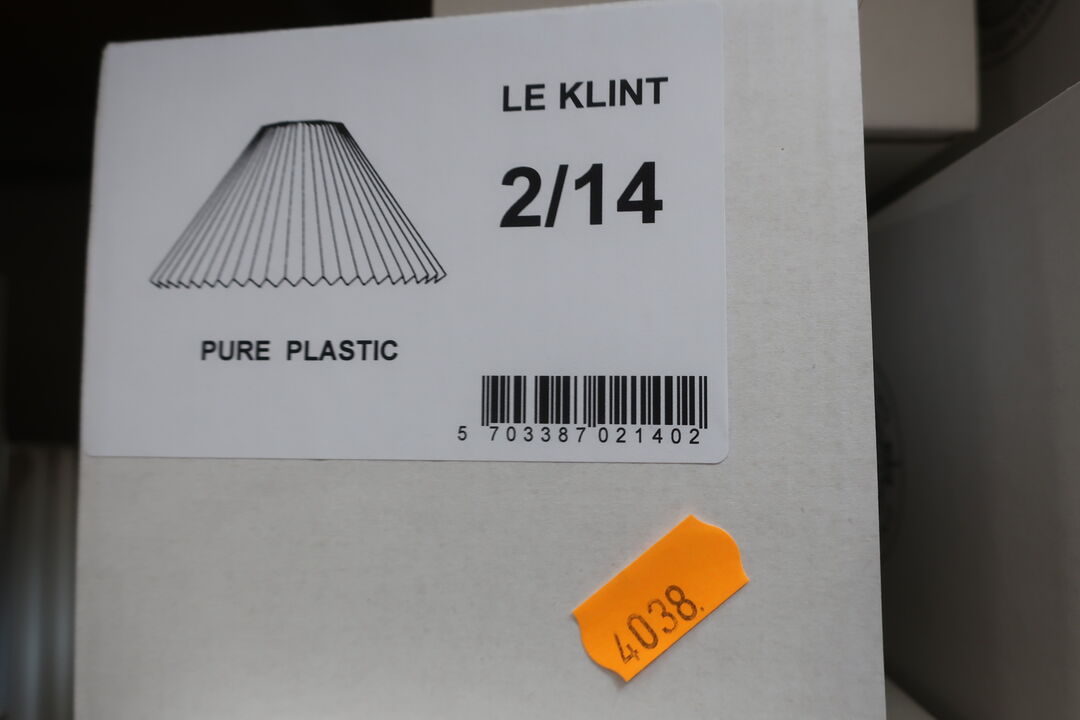 LE KLINT
2/14
PURE PLASTIC
5 703387 021402
4038.